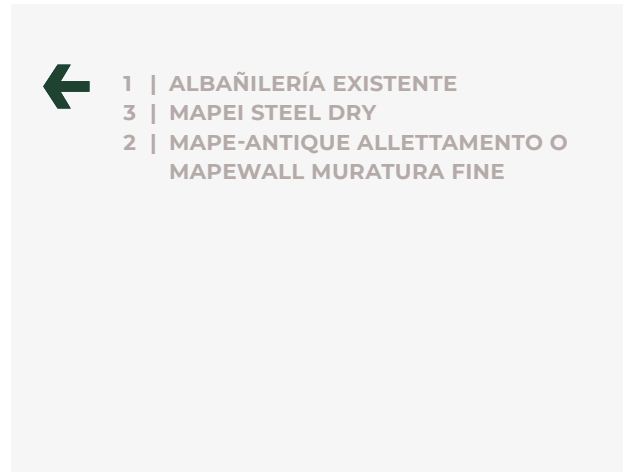 1 | ALBAÑILERÍA EXISTENTE
3 | MAPEI STEEL DRY
2 | MAPE-ANTIQUE ALLETTAMENTO O
MAPEWALL MURATURA FINE